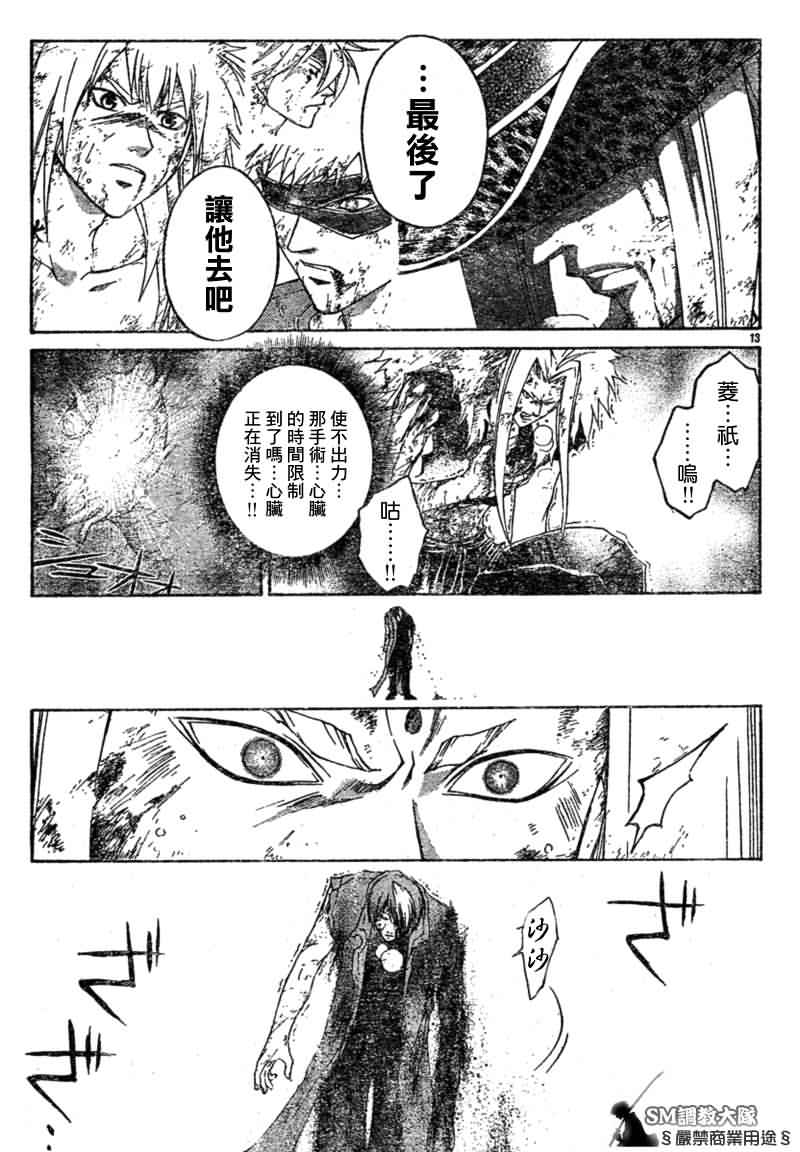 …最後了
讓他去吧
13
菱…祇…
……嗚!!
咕……!!
使不出力…
那手術…心臟
的時間限制
到了嗎…心臟
正在消失…!!
沙沙
SM調教大隊
§嚴禁商業用途§